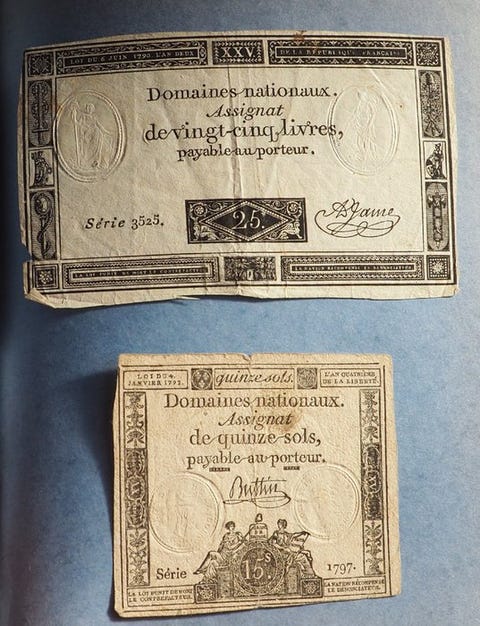 LOI DU 6 JUIN 1793 L'AN DEUX
XXV
DE LA RÉPUBLIQUE FRANÇAISE
Domaines nationaux.
Assignat
de vingt-cinq livres,
payable au porteur.
Série 3525.
25.
A. Jame
LA LOI PUNIT DE MORT LE CONTREFACTEUR
LA NATION RÉCOMPENSE LE DÉNONCIATEUR
LOI DU 4
JANVIER 1792.
quinze sols.
L'AN QUATRIÈME
DE LA LIBERTÉ
Domaines nationaux.
Assignat
de quinze sols,
payable au porteur.
Buttin
15 s
Série
1797.
LA LOI PUNIT DE MORT
LE CONTREFACTEUR.
LA NATION RÉCOMPENSE
LE DÉNONCIATEUR.